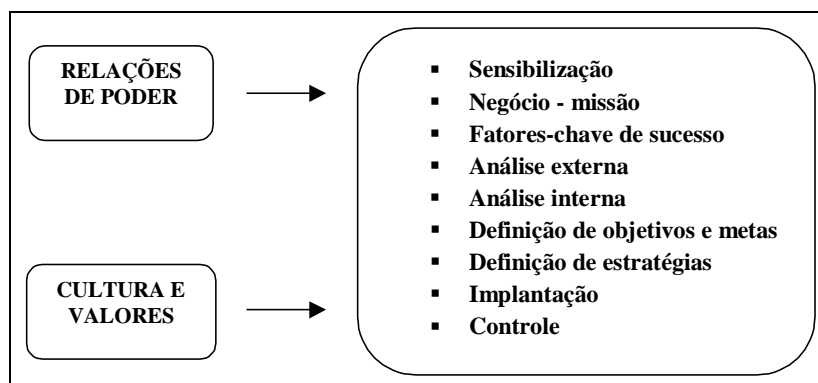 RELAÇÕES
DE PODER
CULTURA E
VALORES
▪ Sensibilização
▪ Negócio - missão
▪ Fatores-chave de sucesso
▪ Análise externa
▪ Análise interna
▪ Definição de objetivos e metas
▪ Definição de estratégias
▪ Implantação
▪ Controle